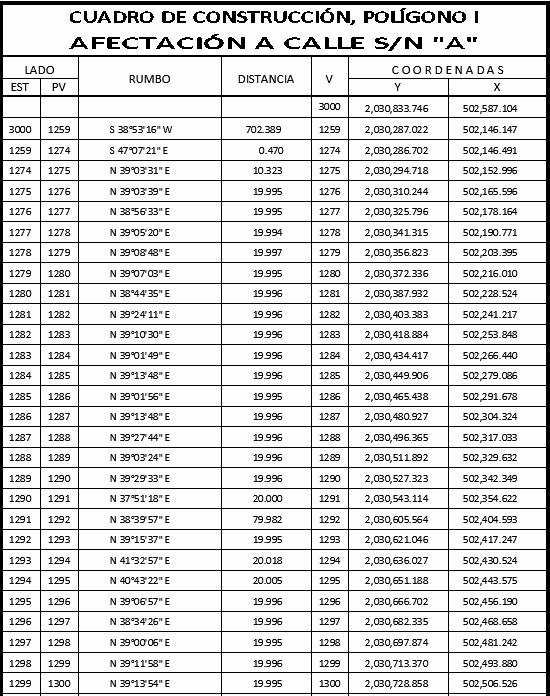 CUADRO DE CONSTRUCCIÓN, POLÍGONO I
AFECTACIÓN A CALLE S/N "A"
LADO RUMBO DISTANCIA V COORDENADAS
EST PV Y X
3000 2,030,833.746 502,587.104
3000 1259 S 38°53'16" W 702.389 1259 2,030,287.022 502,146.147
1259 1274 S 47°07'21" E 0.470 1274 2,030,286.702 502,146.491
1274 1275 N 39°03'31" E 10.323 1275 2,030,294.718 502,152.996
1275 1276 N 39°03'39" E 19.995 1276 2,030,310.244 502,165.596
1276 1277 N 38°56'33" E 19.995 1277 2,030,325.796 502,178.164
1277 1278 N 39°05'20" E 19.994 1278 2,030,341.315 502,190.771
1278 1279 N 39°08'48" E 19.997 1279 2,030,356.823 502,203.395
1279 1280 N 39°07'03" E 19.995 1280 2,030,372.336 502,216.010
1280 1281 N 38°44'35" E 19.996 1281 2,030,387.932 502,228.524
1281 1282 N 39°24'11" E 19.996 1282 2,030,403.383 502,241.217
1282 1283 N 39°10'30" E 19.996 1283 2,030,418.884 502,253.848
1283 1284 N 39°01'49" E 19.996 1284 2,030,434.417 502,266.440
1284 1285 N 39°13'48" E 19.996 1285 2,030,449.906 502,279.086
1285 1286 N 39°01'56" E 19.995 1286 2,030,465.438 502,291.678
1286 1287 N 39°13'48" E 19.996 1287 2,030,480.927 502,304.324
1287 1288 N 39°27'44" E 19.996 1288 2,030,496.365 502,317.033
1288 1289 N 39°03'24" E 19.996 1289 2,030,511.892 502,329.632
1289 1290 N 39°29'33" E 19.996 1290 2,030,527.323 502,342.349
1290 1291 N 37°51'18" E 20.000 1291 2,030,543.114 502,354.622
1291 1292 N 38°39'57" E 79.982 1292 2,030,605.564 502,404.593
1292 1293 N 39°15'37" E 19.996 1293 2,030,621.046 502,417.247
1293 1294 N 41°32'57" E 20.018 1294 2,030,636.027 502,430.524
1294 1295 N 40°43'22" E 20.005 1295 2,030,651.188 502,443.575
1295 1296 N 39°06'57" E 19.996 1296 2,030,666.702 502,456.190
1296 1297 N 38°34'26" E 19.996 1297 2,030,682.335 502,468.658
1297 1298 N 39°00'06" E 19.995 1298 2,030,697.874 502,481.242
1298 1299 N 39°11'58" E 19.996 1299 2,030,713.370 502,493.880
1299 1300 N 39°13'54" E 19.995 1300 2,030,728.858 502,506.526